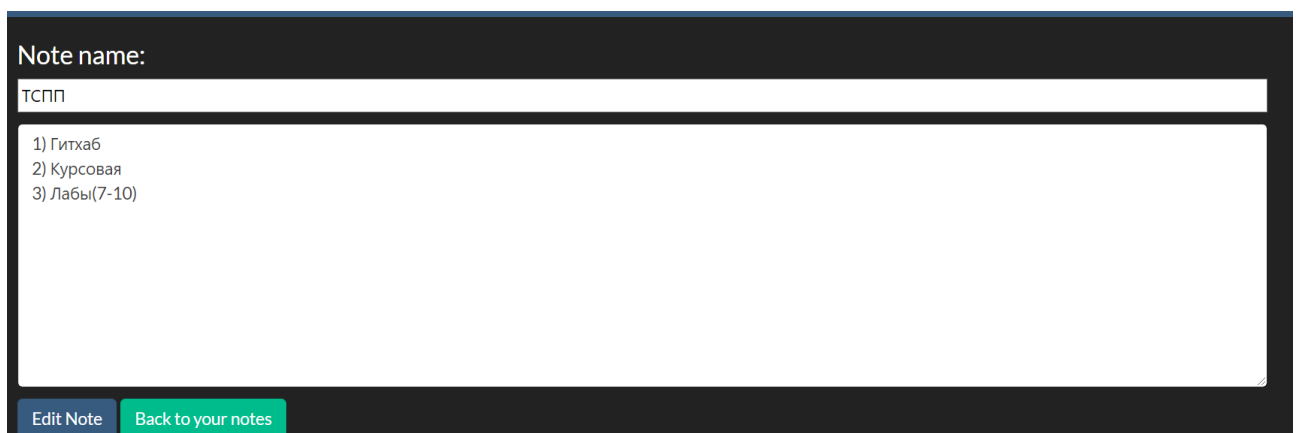 Note name:
ТСПП
1) Гитхаб
2) Курсовая
3) Лабы(7-10)
Edit Note Back to your notes